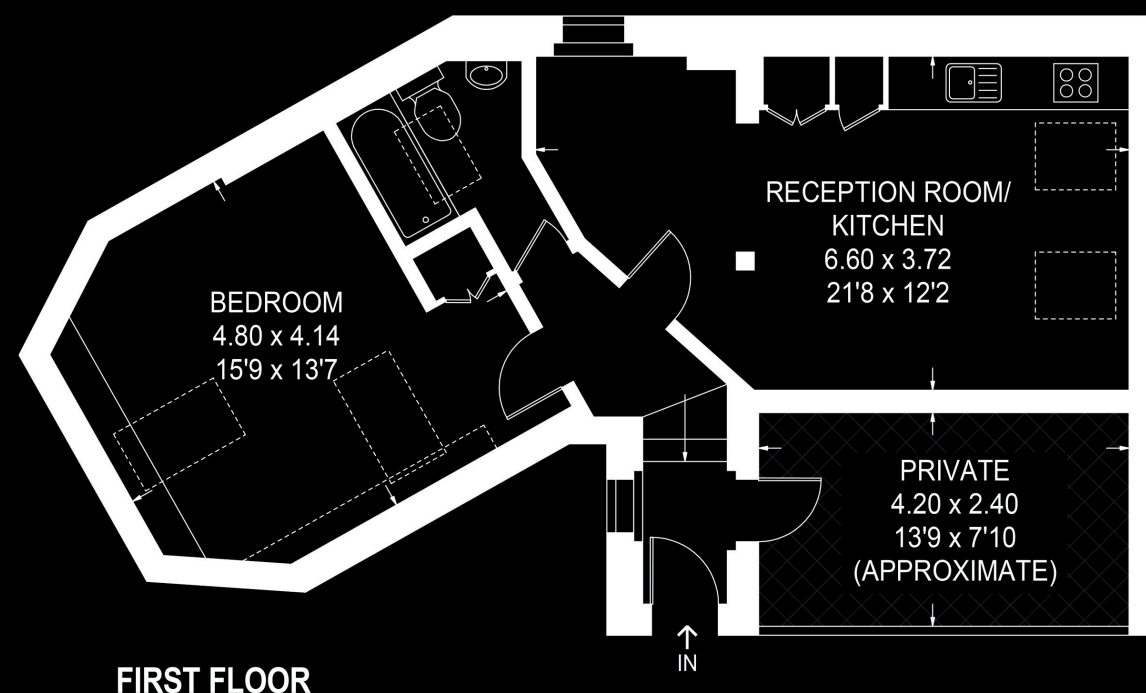 RECEPTION ROOM/
KITCHEN
6.60 x 3.72
21'8 x 12'2
BEDROOM
4.80 x 4.14
15'9 x 13'7
PRIVATE
4.20 x 2.40
13'9 x 7'10
(APPROXIMATE)
IN
FIRST FLOOR